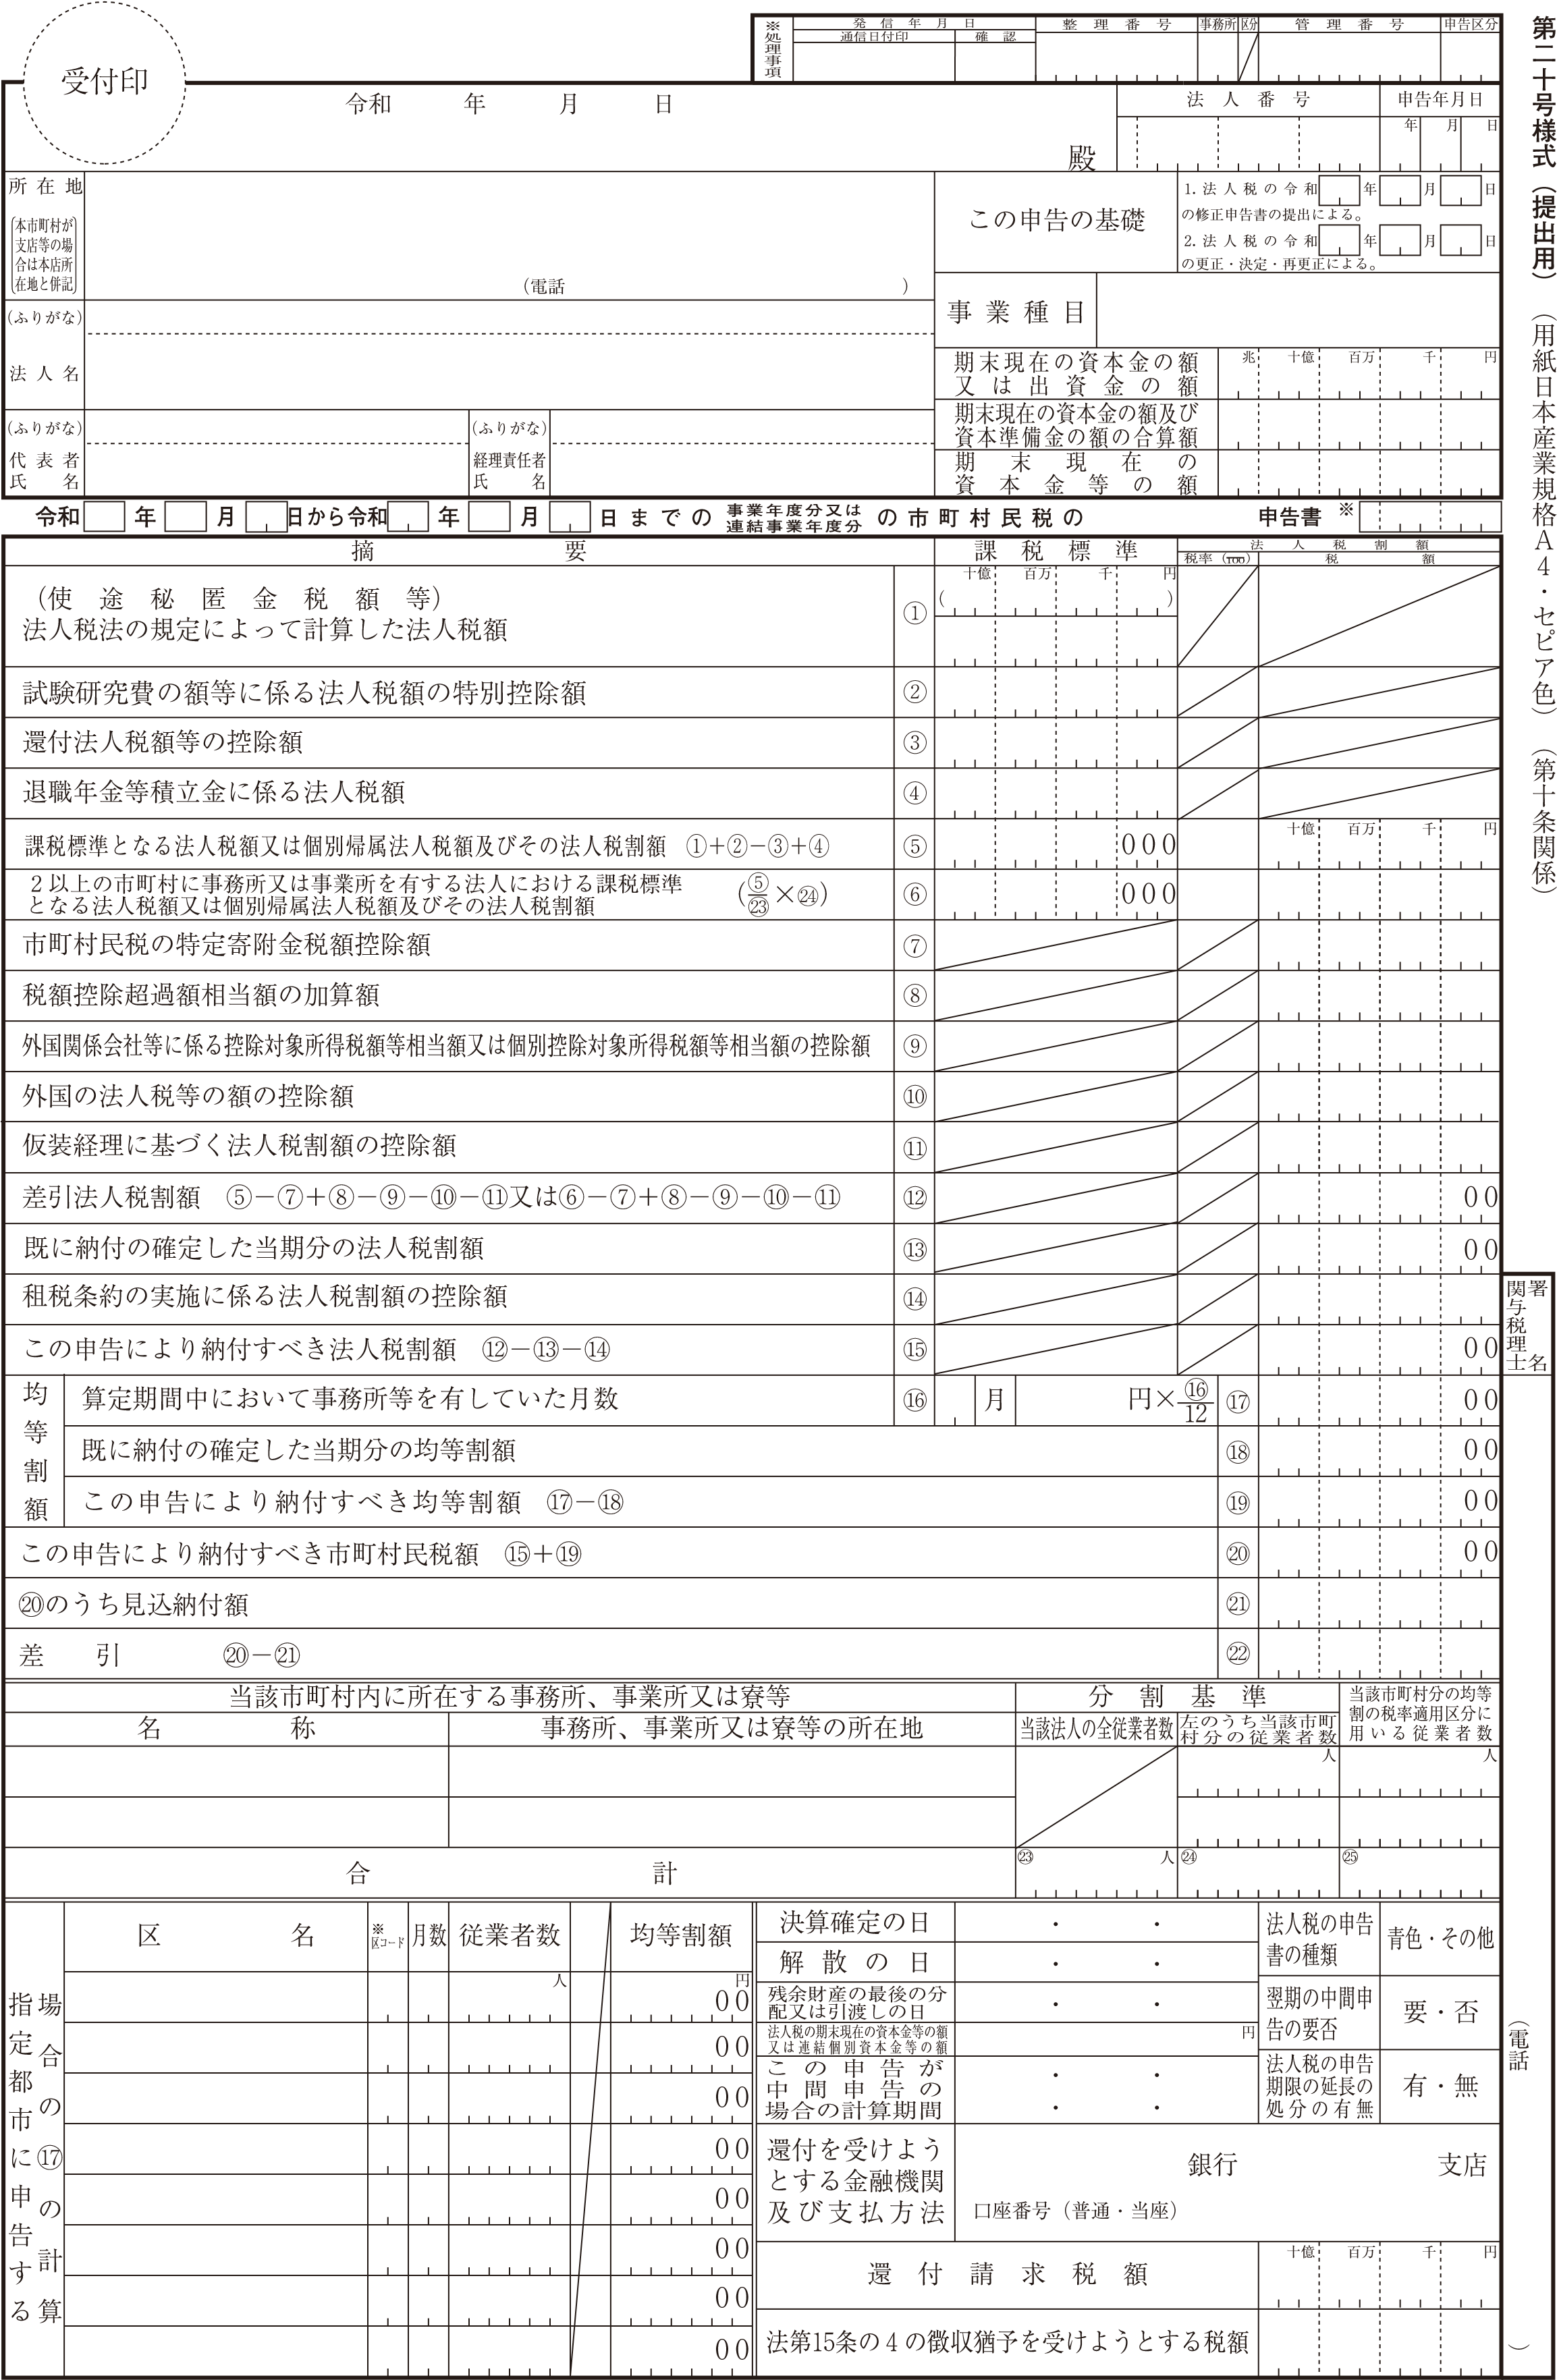 受付印
※処理事項
発信年月日
通信日付印
確認
整理番号
事務所
区分
管理番号
申告区分
第二十号様式（提出用）（用紙日本産業規格Ａ４・セピア色）（第十条関係）
令和 年 月 日
殿
法人番号
申告年月日
年 月 日
所在地
（本市町村が支店等の場合は本店所在地と併記）
（電話 ）
この申告の基礎
1.法人税の令和 年 月 日
の修正申告書の提出による。
2.法人税の令和 年 月 日
の更正・決定・再更正による。
事業種目
（ふりがな）
法人名
期末現在の資本金の額
又は出資金の額
兆 十億 百万 千 円
期末現在の資本金の額及び
資本準備金の額の合算額
期末現在の
資本金等の額
（ふりがな）
代表者
氏名
（ふりがな）
経理責任者
氏名
令和 年 月 日から令和 年 月 日までの 事業年度分又は連結事業年度分 の市町村民税の 申告書 ※
摘要
課税標準
法人税割額
税率（/100）
税額
（使途秘匿金税額等）
法人税法の規定によって計算した法人税額 ①
十億 百万 千 円
（ ）
試験研究費の額等に係る法人税額の特別控除額 ②
還付法人税額等の控除額 ③
退職年金等積立金に係る法人税額 ④
課税標準となる法人税額又は個別帰属法人税額及びその法人税割額 ①＋②－③＋④ ⑤ 000
十億 百万 千 円
２以上の市町村に事務所又は事業所を有する法人における課税標準
となる法人税額又は個別帰属法人税額及びその法人税割額 （⑤/㉓×㉔） ⑥ 000
市町村民税の特定寄附金税額控除額 ⑦
税額控除超過額相当額の加算額 ⑧
外国関係会社等に係る控除対象所得税額等相当額又は個別控除対象所得税額等相当額の控除額 ⑨
外国の法人税等の額の控除額 ⑩
仮装経理に基づく法人税割額の控除額 ⑪
差引法人税割額 ⑤－⑦＋⑧－⑨－⑩－⑪又は⑥－⑦＋⑧－⑨－⑩－⑪ ⑫ 00
既に納付の確定した当期分の法人税割額 ⑬ 00
租税条約の実施に係る法人税割額の控除額 ⑭
この申告により納付すべき法人税割額 ⑫－⑬－⑭ ⑮ 00
関与税理士署名
（電話 ）
均等割額
算定期間中において事務所等を有していた月数 ⑯ 月 円×⑯/12 ⑰ 00
既に納付の確定した当期分の均等割額 ⑱ 00
この申告により納付すべき均等割額 ⑰－⑱ ⑲ 00
この申告により納付すべき市町村民税額 ⑮＋⑲ ⑳ 00
⑳のうち見込納付額 ㉑
差引 ⑳－㉑ ㉒
当該市町村内に所在する事務所、事業所又は寮等
分割基準
当該市町村分の均等
割の税率適用区分に
用いる従業者数
名称
事務所、事業所又は寮等の所在地
当該法人の全従業者数
左のうち当該市町
村分の従業者数
人 人
合計
㉓ 人 ㉔ ㉕
指定都市に申告する
場合の⑰の計算
区名
※
区コード
月数
従業者数
均等割額
人 円
00
00
00
00
00
00
00
00
決算確定の日 ・ ・
解散の日 ・ ・
残余財産の最後の分
配又は引渡しの日 ・ ・
法人税の期末現在の資本金等の額
又は連結個別資本金等の額 円
この申告が
中間申告の
場合の計算期間
・ ・
・ ・
法人税の申告
書の種類
青色・その他
翌期の中間申
告の要否
要・否
法人税の申告
期限の延長の
処分の有無
有・無
還付を受けよう
とする金融機関
及び支払方法
銀行 支店
口座番号（普通・当座）
還付請求税額
十億 百万 千 円
法第15条の４の徴収猶予を受けようとする税額